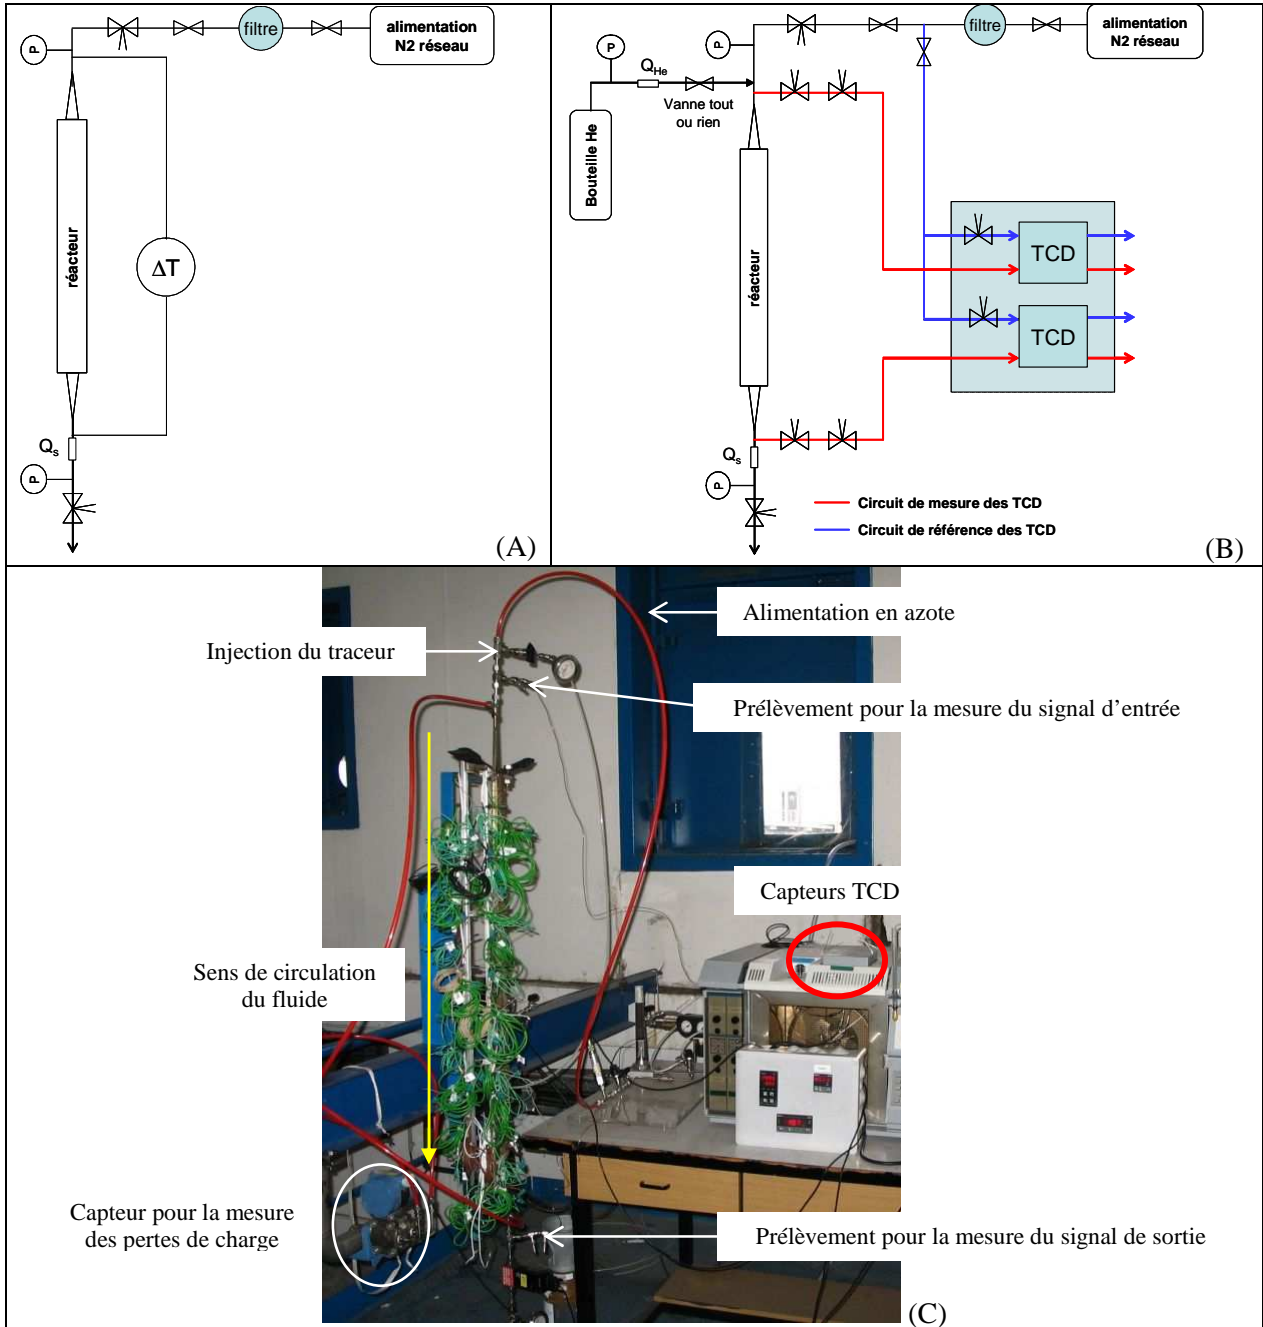 P
filtre
alimentation
N2 réseau
réacteur
ΔT
Qs
P
(A)
P
P
filtre
alimentation
N2 réseau
QHe
Vanne tout
ou rien
Bouteille He
réacteur
TCD
TCD
Qs
P
Circuit de mesure des TCD
Circuit de référence des TCD
(B)
Alimentation en azote
Injection du traceur
Prélèvement pour la mesure du signal d'entrée
Capteurs TCD
Sens de circulation
du fluide
Capteur pour la mesure
des pertes de charge
Prélèvement pour la mesure du signal de sortie
(C)